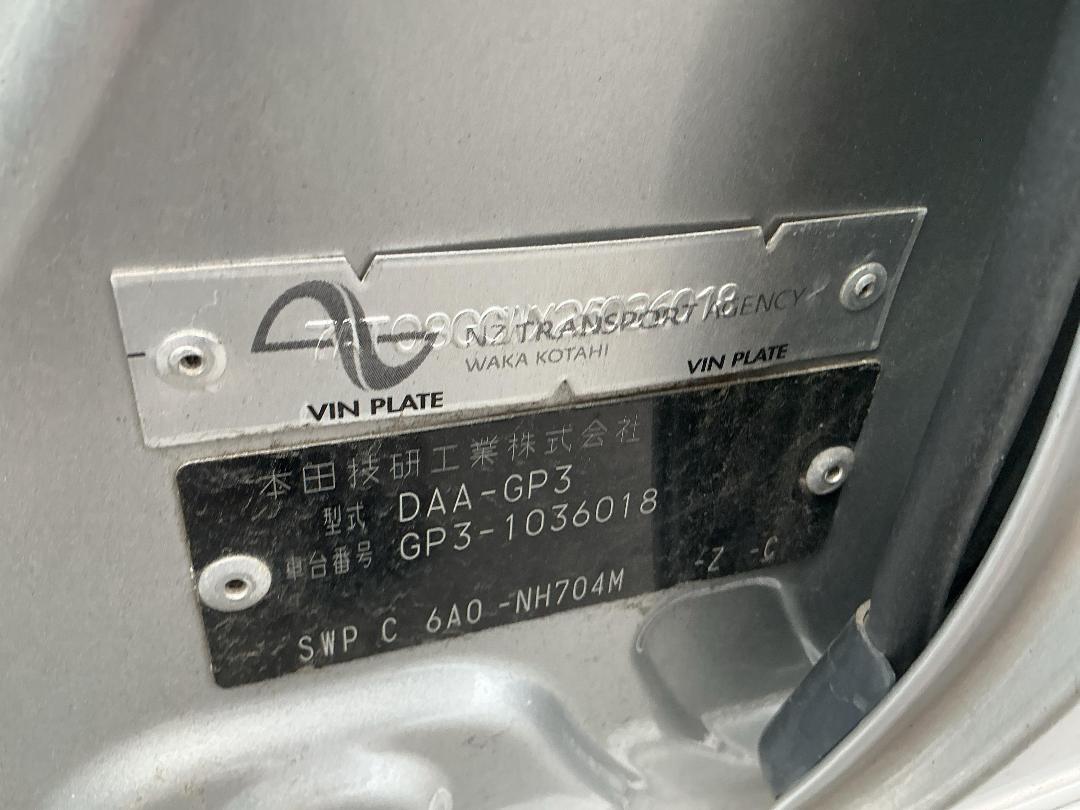 NZ TRANSPORT AGENCY
WAKA KOTAHI
VIN PLATE
VIN PLATE
本田技研工業株式会社
型式 DAA-GP3
車台番号 GP3-1036018
SWP C 6A0 -NH704M -Z -C